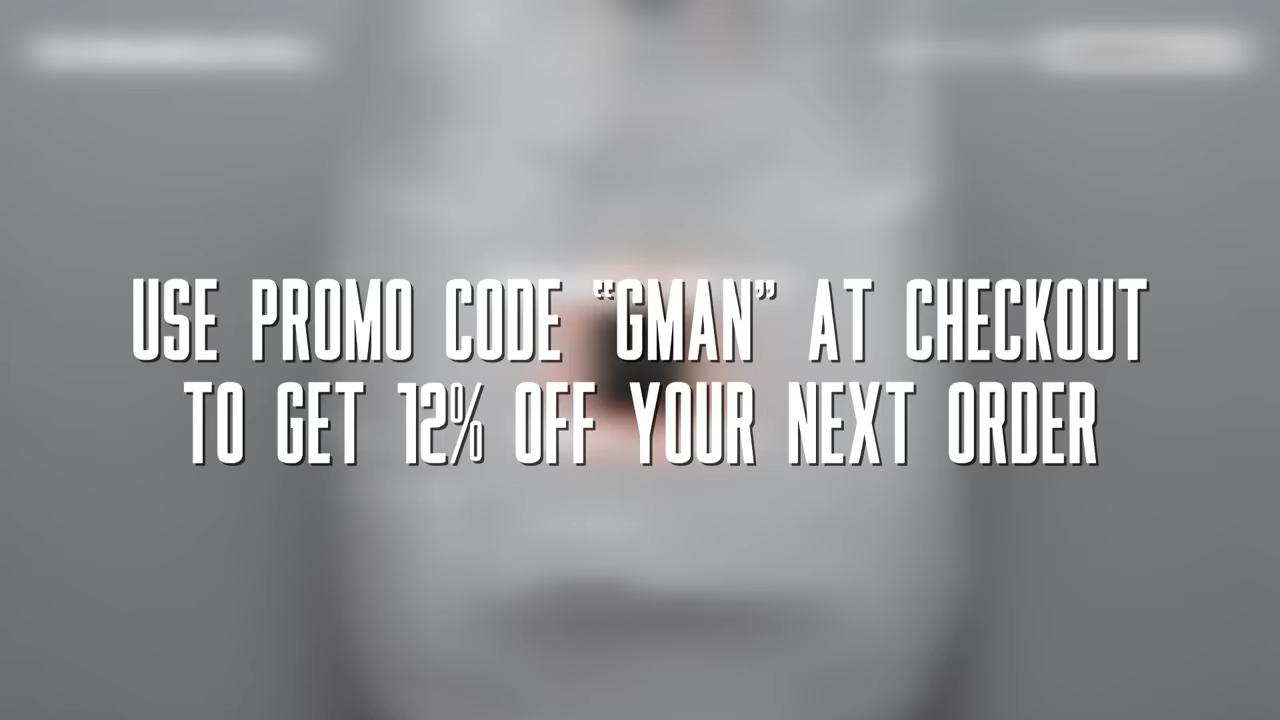 USE PROMO CODE “GMAN” AT CHECKOUT
TO GET 12% OFF YOUR NEXT ORDER